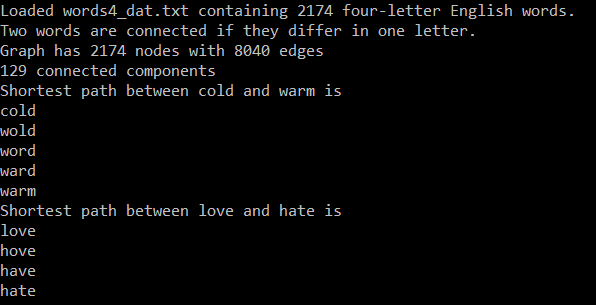 Loaded words4_dat.txt containing 2174 four-letter English words.
Two words are connected if they differ in one letter.
Graph has 2174 nodes with 8040 edges
129 connected components
Shortest path between cold and warm is
cold
wold
word
ward
warm
Shortest path between love and hate is
love
hove
have
hate